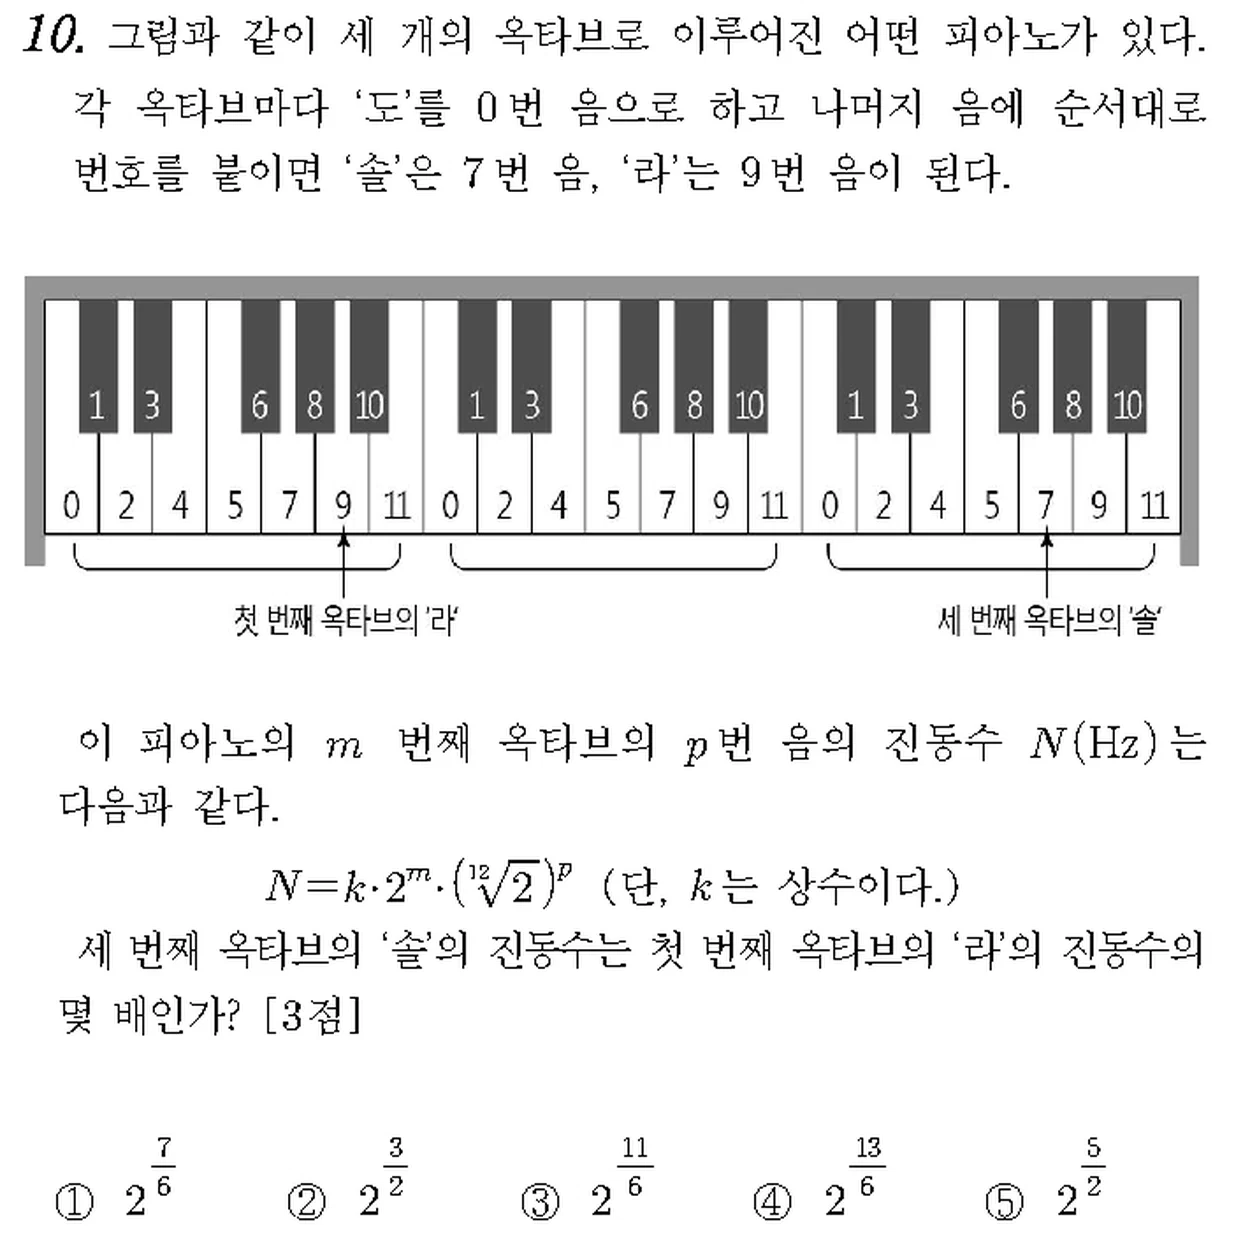 10. 그림과 같이 세 개의 옥타브로 이루어진 어떤 피아노가 있다.
각 옥타브마다 ‘도’를 0번 음으로 하고 나머지 음에 순서대로
번호를 붙이면 ‘솔’은 7번 음, ‘라’는 9번 음이 된다.
1 3 6 8 10 1 3 6 8 10 1 3 6 8 10
0 2 4 5 7 9 11 0 2 4 5 7 9 11 0 2 4 5 7 9 11
첫 번째 옥타브의 '라' 세 번째 옥타브의 '솔'
이 피아노의 m 번째 옥타브의 p번 음의 진동수 N(Hz)는
다음과 같다.
N=k·2^m·(¹²√2)^p (단, k는 상수이다.)
세 번째 옥타브의 ‘솔’의 진동수는 첫 번째 옥타브의 ‘라’의 진동수의
몇 배인가? [3점]
① 2^(7/6) ② 2^(3/2) ③ 2^(11/6) ④ 2^(13/6) ⑤ 2^(5/2)